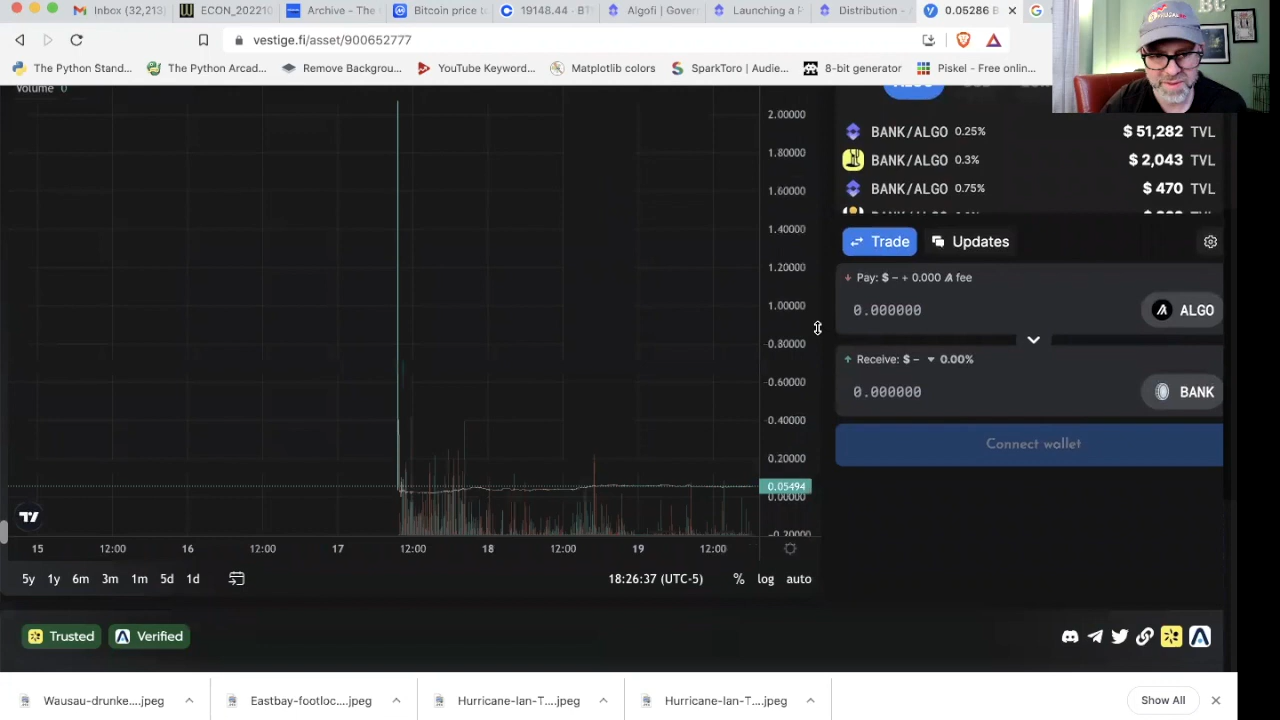 Inbox (32,213)
ECON_202210
Archive – The
Bitcoin price to
19148.44 · BTS
Algofi | Govern
Launching a P
Distribution –
0.05286 B
vestige.fi/asset/900652777
The Python Stand...
The Python Arcad...
Remove Backgrou...
YouTube Keyword...
Matplotlib colors
SparkToro | Audie...
8-bit generator
Piskel - Free onlin...
Volume 0
2.00000
1.80000
1.60000
1.40000
1.20000
1.00000
0.80000
0.60000
0.40000
0.20000
0.05494
0.00000
-0.20000
15 12:00 16 12:00 17 12:00 18 12:00 19 12:00
5y 1y 6m 3m 1m 5d 1d
18:26:37 (UTC-5) % log auto
BANK/ALGO 0.25% $ 51,282 TVL
BANK/ALGO 0.3% $ 2,043 TVL
BANK/ALGO 0.75% $ 470 TVL
Trade Updates
Pay: $ – + 0.000 fee
0.000000 ALGO
Receive: $ – 0.00%
0.000000 BANK
Connect wallet
Trusted Verified
Wausau-drunke....jpeg
Eastbay-footloc....jpeg
Hurricane-Ian-T....jpeg
Hurricane-Ian-T....jpeg
Show All